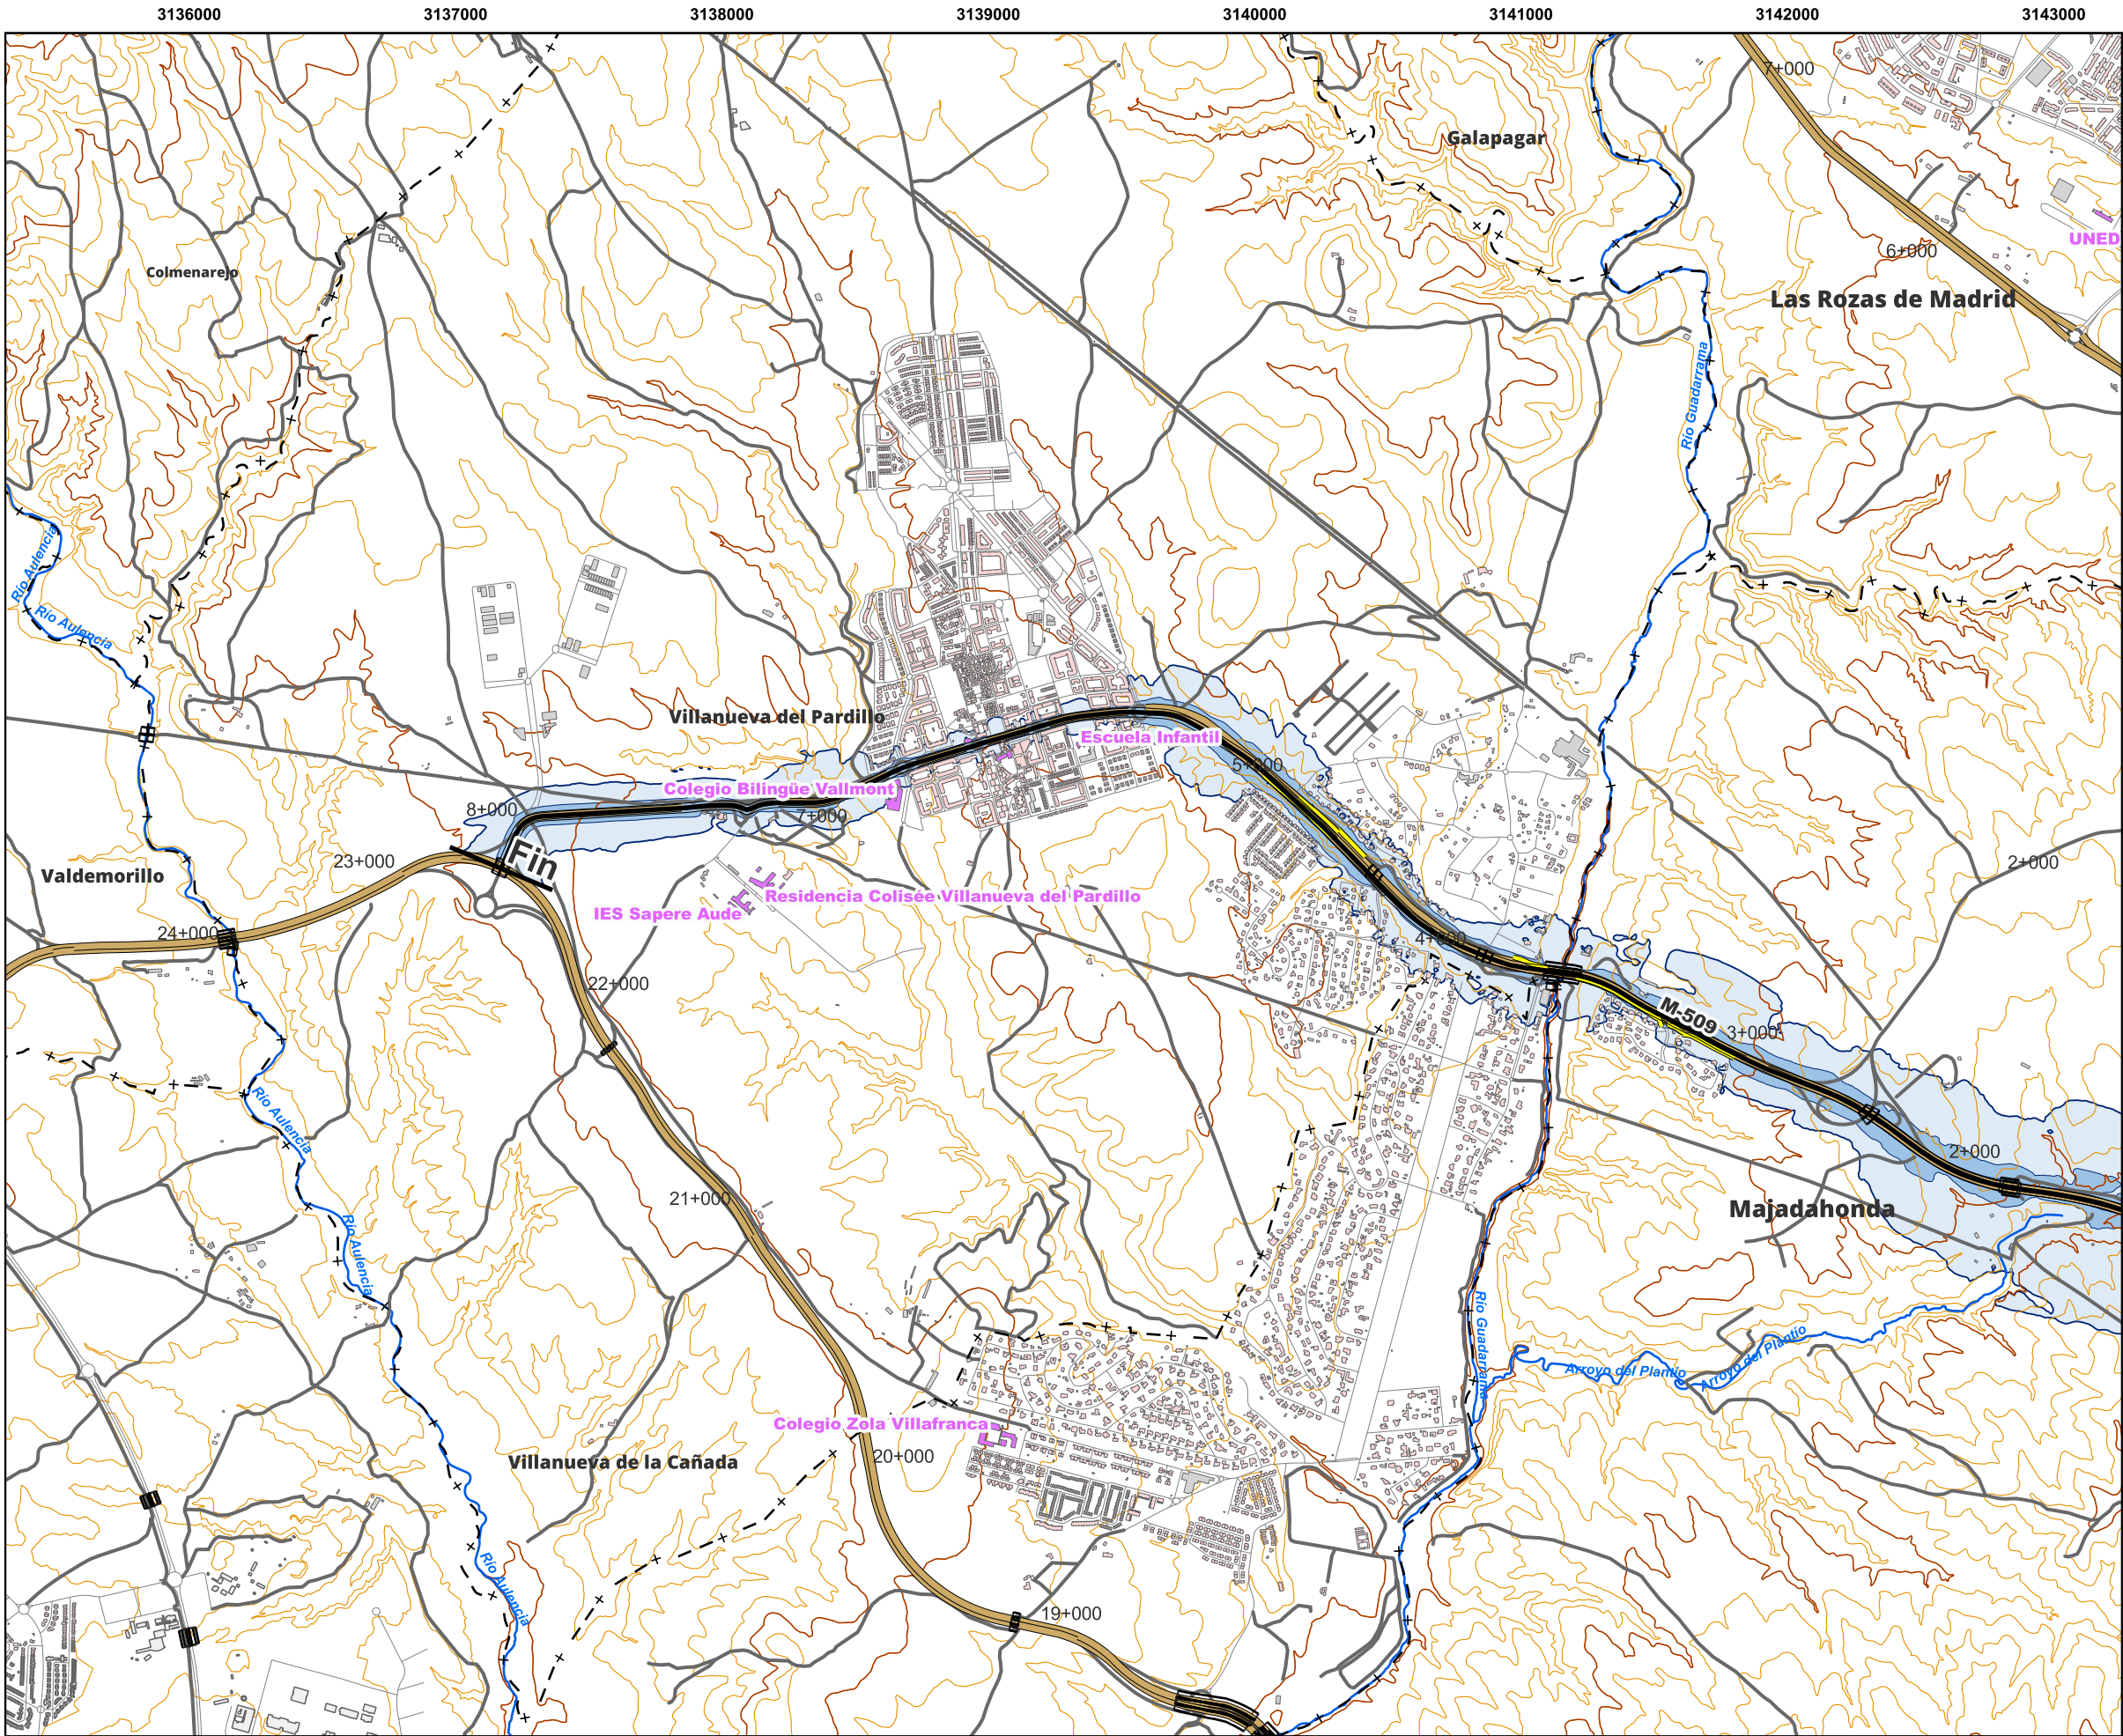 3136000
3137000
3138000
3139000
3140000
3141000
3142000
3143000
7+000
Galapagar
UNED
6+000
Colmenarejo
Las Rozas de Madrid
Río Guadarrama
Río Aulencia
Río Aulencia
Villanueva del Pardillo
Escuela Infantil
5+000
Colegio Bilingüe Vallmont
8+000
7+000
Fin
23+000
2+000
Valdemorillo
Residencia Colisée Villanueva del Pardillo
IES Sapere Aude
24+000
4+000
22+000
M-509
3+000
Río Aulencia
2+000
21+000
Majadahonda
Río Aulencia
Río Guadarrama
Arroyo del Plantío
Arroyo del Plantío
Colegio Zola Villafranca
20+000
Villanueva de la Cañada
Río Aulencia
19+000